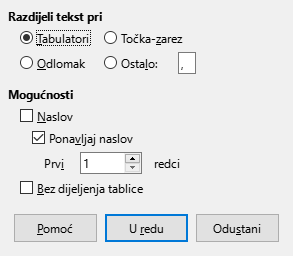 Razdijeli tekst pri
Tabulatori Točka-zarez
Odlomak Ostalo: ,
Mogućnosti
Naslov
Ponavljaj naslov
Prvi 1 redci
Bez dijeljenja tablice
Pomoć U redu Odustani